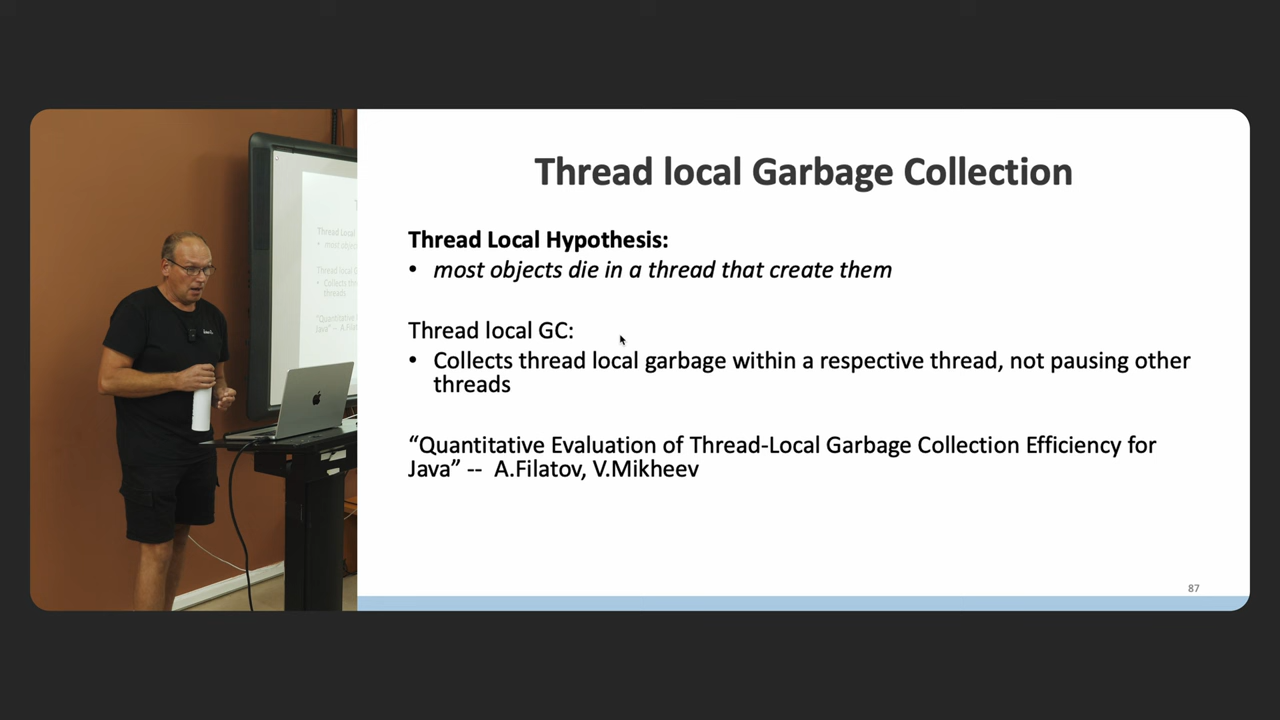 Thread local Garbage Collection
Thread Local Hypothesis:
• most objects die in a thread that create them
Thread local GC:
• Collects thread local garbage within a respective thread, not pausing other
threads
“Quantitative Evaluation of Thread-Local Garbage Collection Efficiency for
Java” -- A.Filatov, V.Mikheev
87